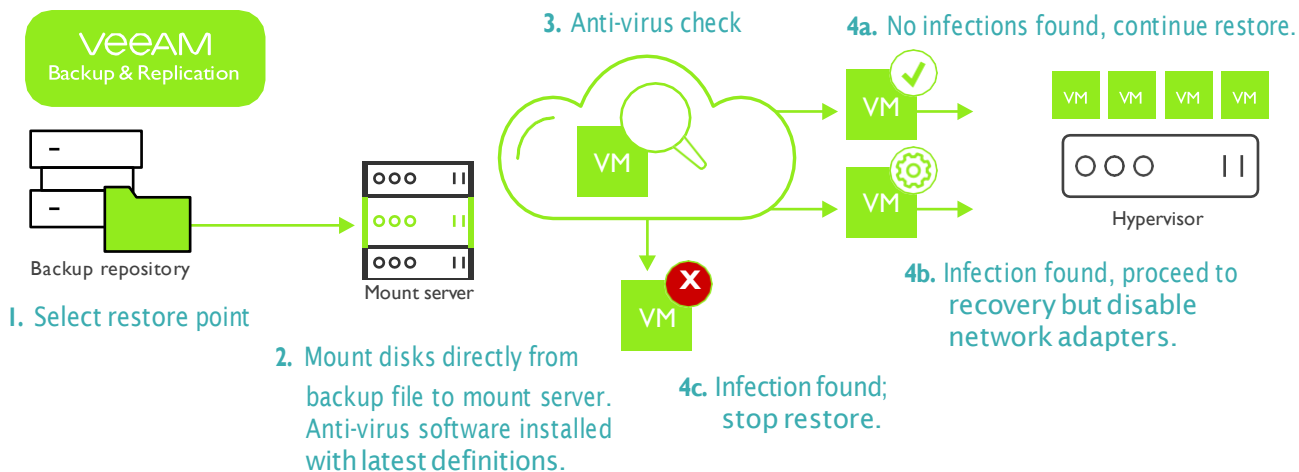 veeAM
Backup & Replication
Backup repository
1. Select restore point
Mount server
2. Mount disks directly from
backup file to mount server.
Anti-virus software installed
with latest definitions.
3. Anti-virus check
VM
4a. No infections found, continue restore.
VM
VM
VM VM VM VM
Hypervisor
4b. Infection found, proceed to
recovery but disable
network adapters.
X
VM
4c. Infection found;
stop restore.